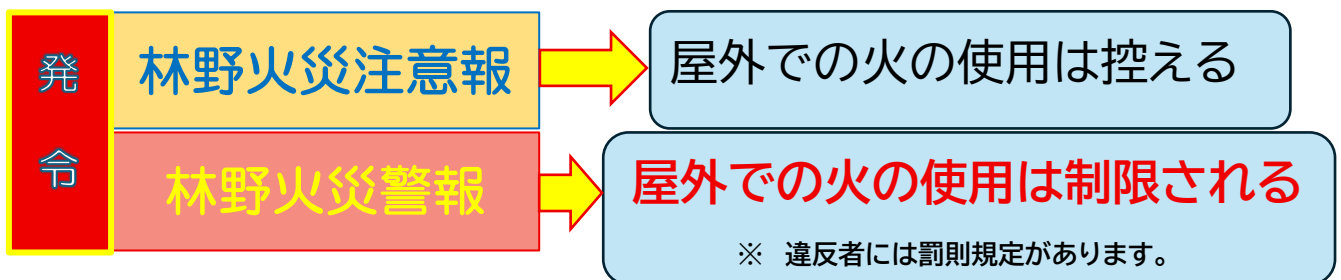 発令
林野火災注意報
屋外での火の使用は控える
林野火災警報
屋外での火の使用は制限される
※ 違反者には罰則規定があります。